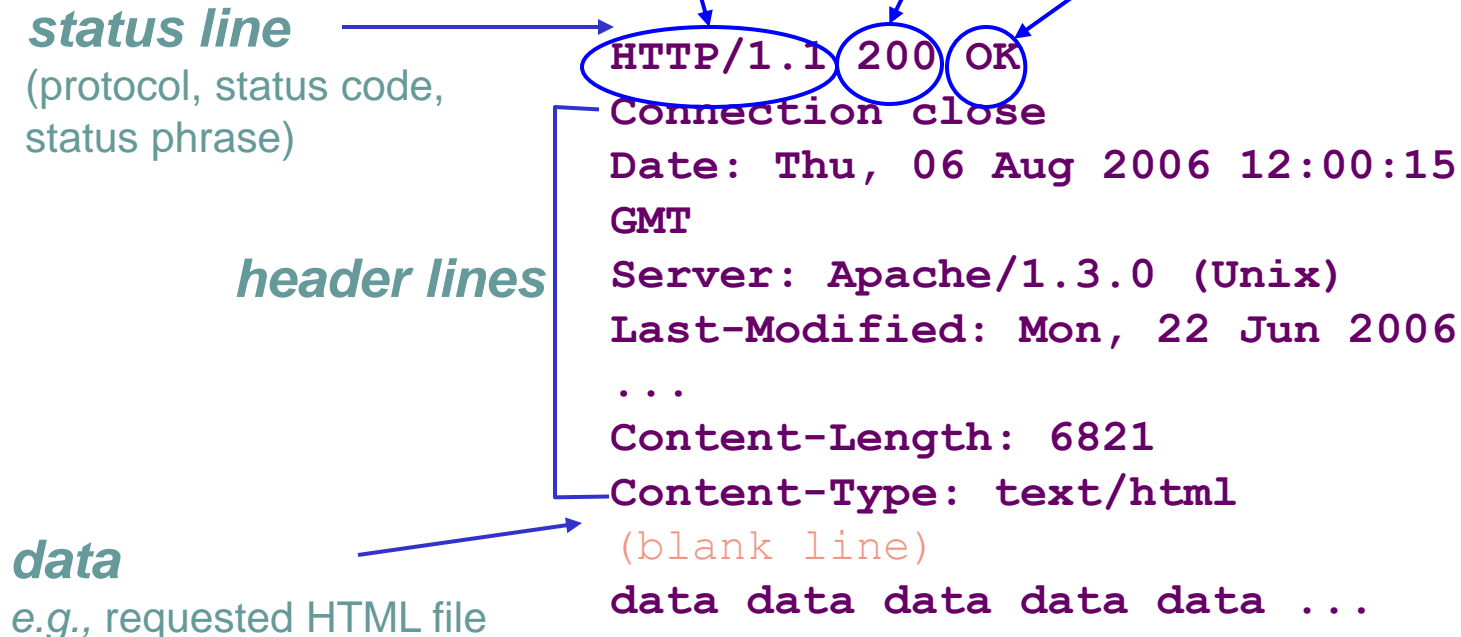 status line
(protocol, status code,
status phrase)
HTTP/1.1 200 OK
Connection close
Date: Thu, 06 Aug 2006 12:00:15
GMT
header lines
Server: Apache/1.3.0 (Unix)
Last-Modified: Mon, 22 Jun 2006
...
Content-Length: 6821
Content-Type: text/html
(blank line)
data
e.g., requested HTML file
data data data data data ...